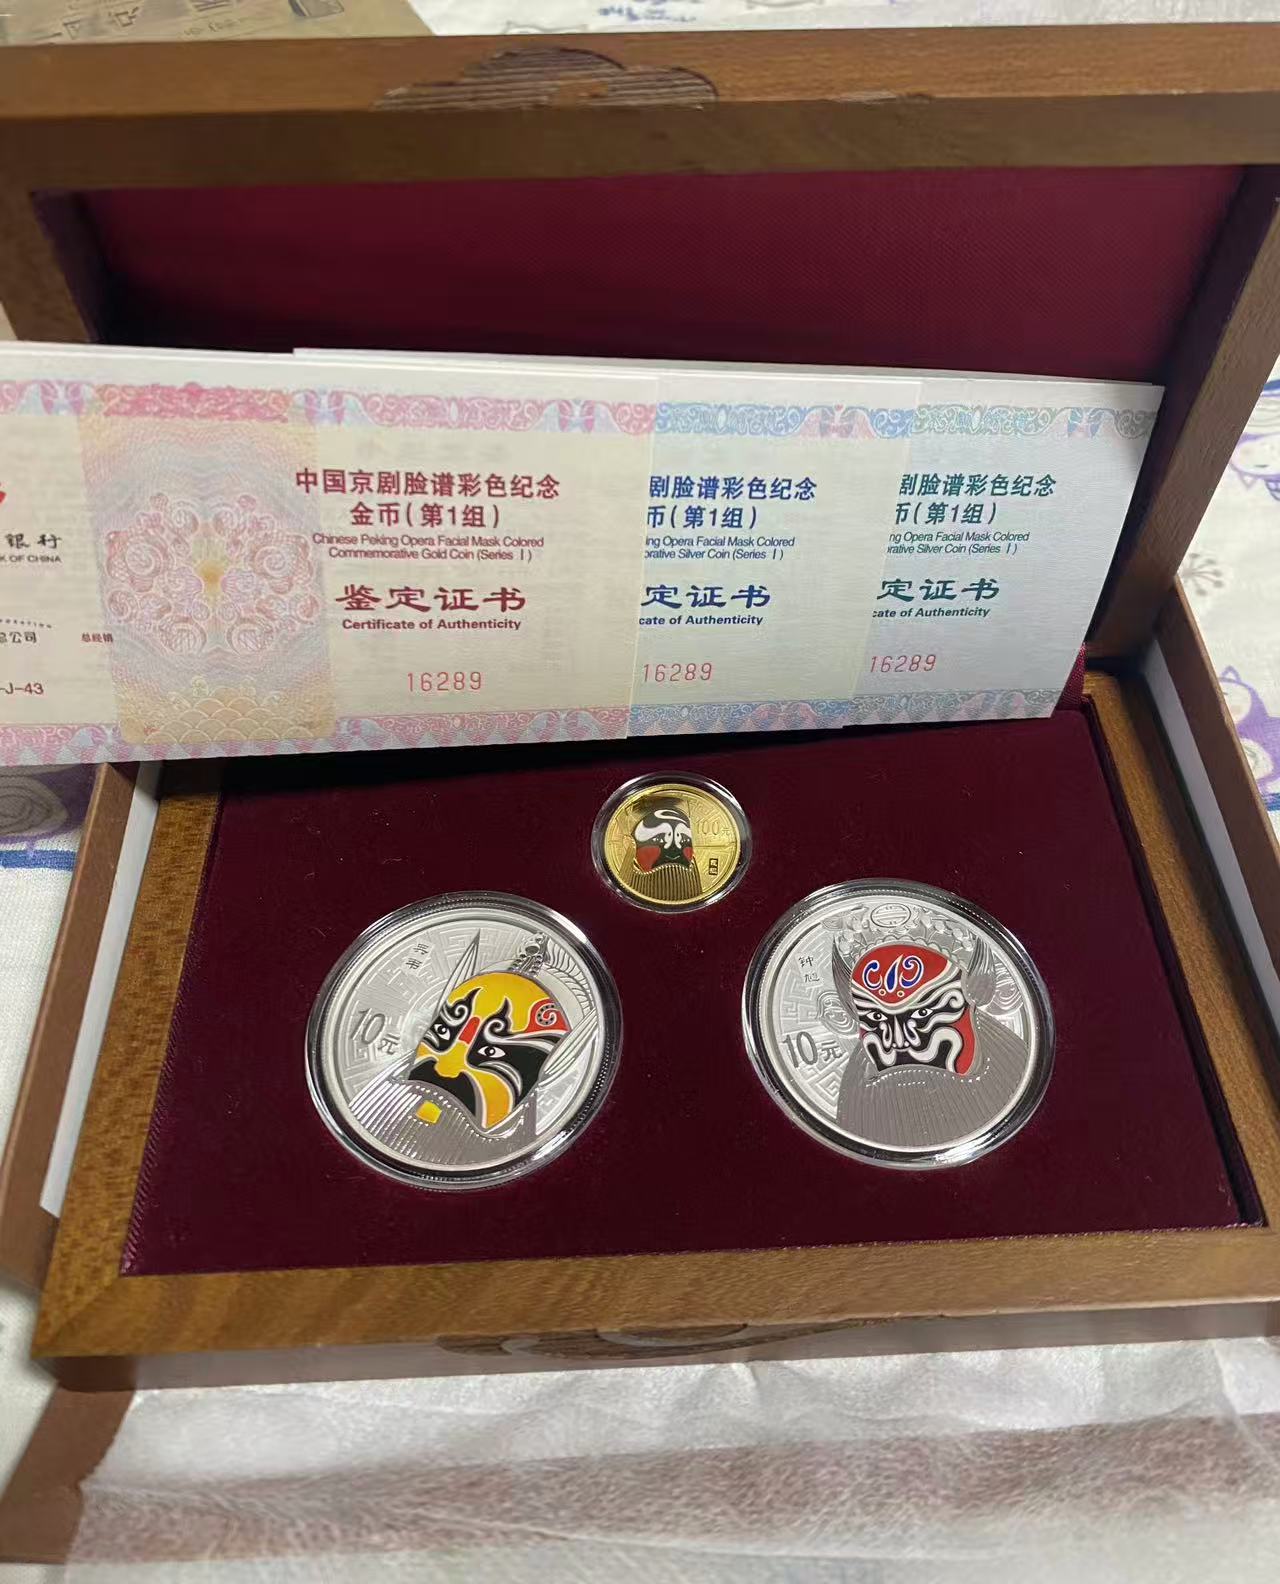 银行
K OF CHINA
总公司
总经销
-J-43
中国京剧脸谱彩色纪念
金币(第1组)
Chinese Peking Opera Facial Mask Colored
Commemorative Gold Coin (Series Ⅰ)
鉴定证书
Certificate of Authenticity
16289
剧脸谱彩色纪念
币(第1组)
ing Opera Facial Mask Colored
orative Silver Coin (Series Ⅰ)
定证书
cate of Authenticity
16289
剧脸谱彩色纪念
币(第1组)
ng Opera Facial Mask Colored
orative Silver Coin (Series Ⅰ)
定证书
cate of Authenticity
16289
100元
10元
钟馗
10元